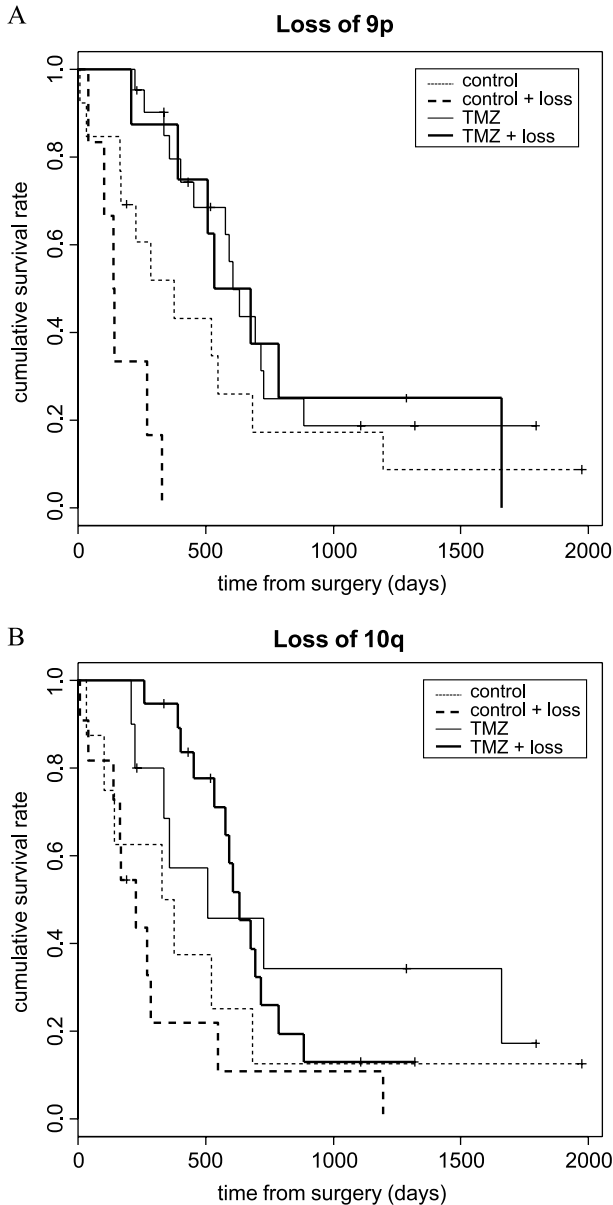 A
Loss of 9p
control
control + loss
TMZ
TMZ + loss
cumulative survival rate
0.0 0.2 0.4 0.6 0.8 1.0
0 500 1000 1500 2000
time from surgery (days)
B
Loss of 10q
control
control + loss
TMZ
TMZ + loss
cumulative survival rate
0.0 0.2 0.4 0.6 0.8 1.0
0 500 1000 1500 2000
time from surgery (days)